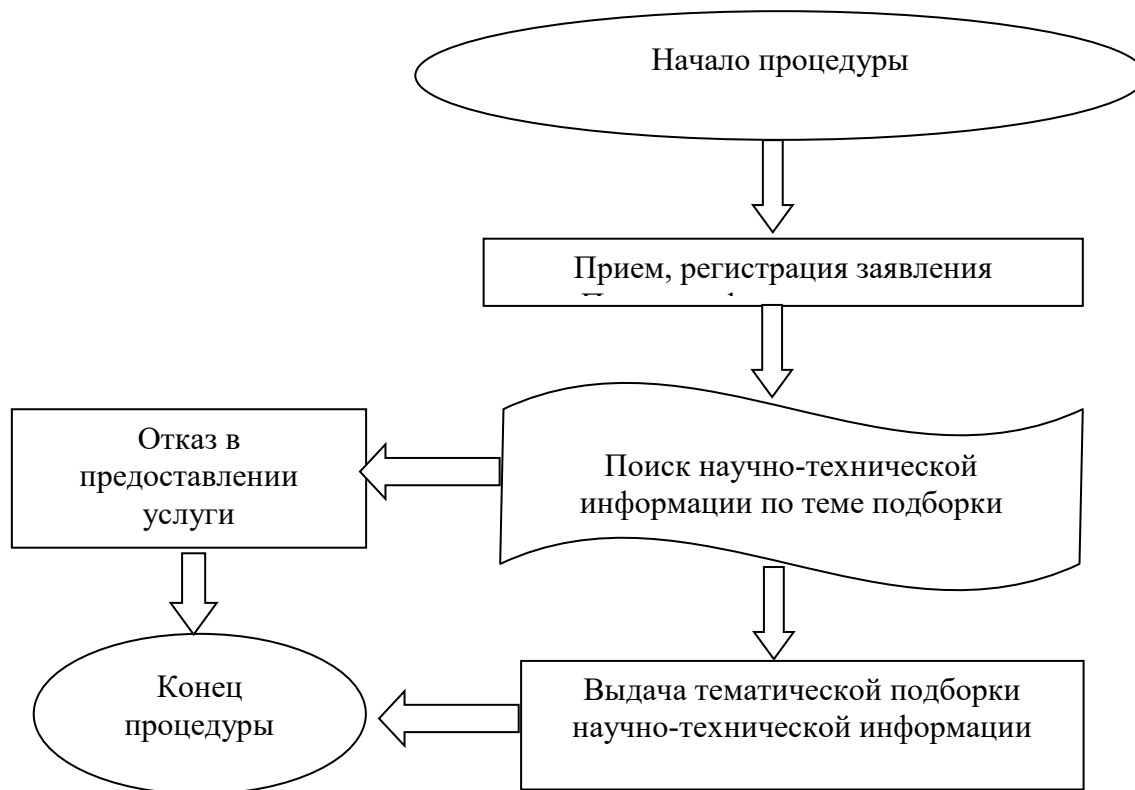 Начало процедуры
Прием, регистрация заявления
Поиск научно-технической
информации по теме подборки
Отказ в
предоставлении
услуги
Выдача тематической подборки
научно-технической информации
Конец
процедуры